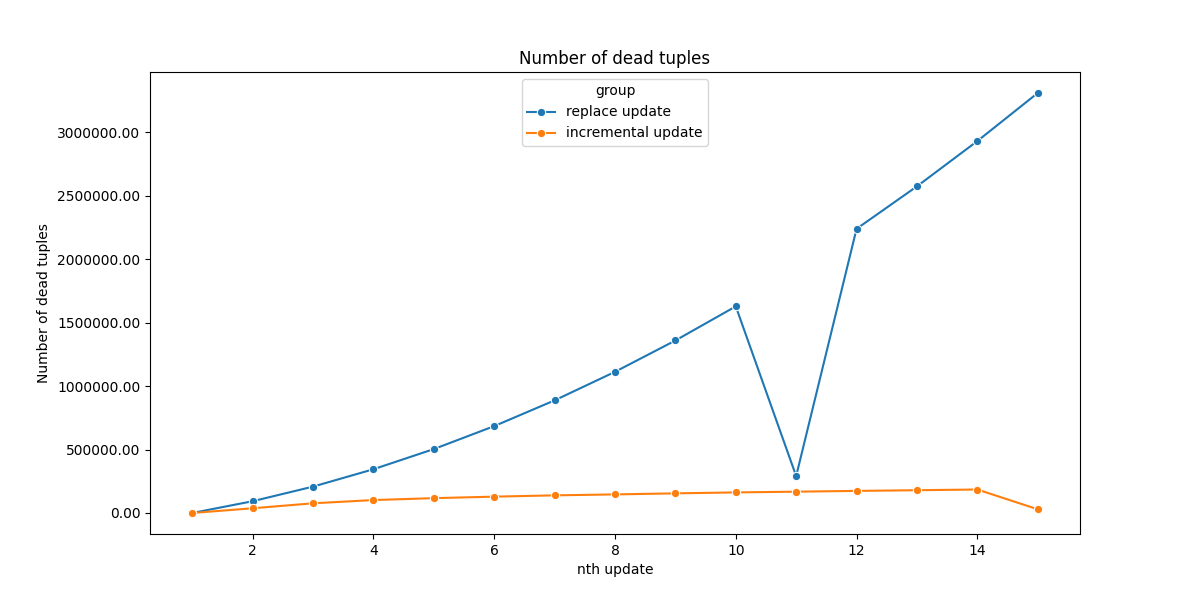 Number of dead tuples
group
replace update
incremental update
Number of dead tuples
3000000.00
2500000.00
2000000.00
1500000.00
1000000.00
500000.00
0.00
2 4 6 8 10 12 14
nth update